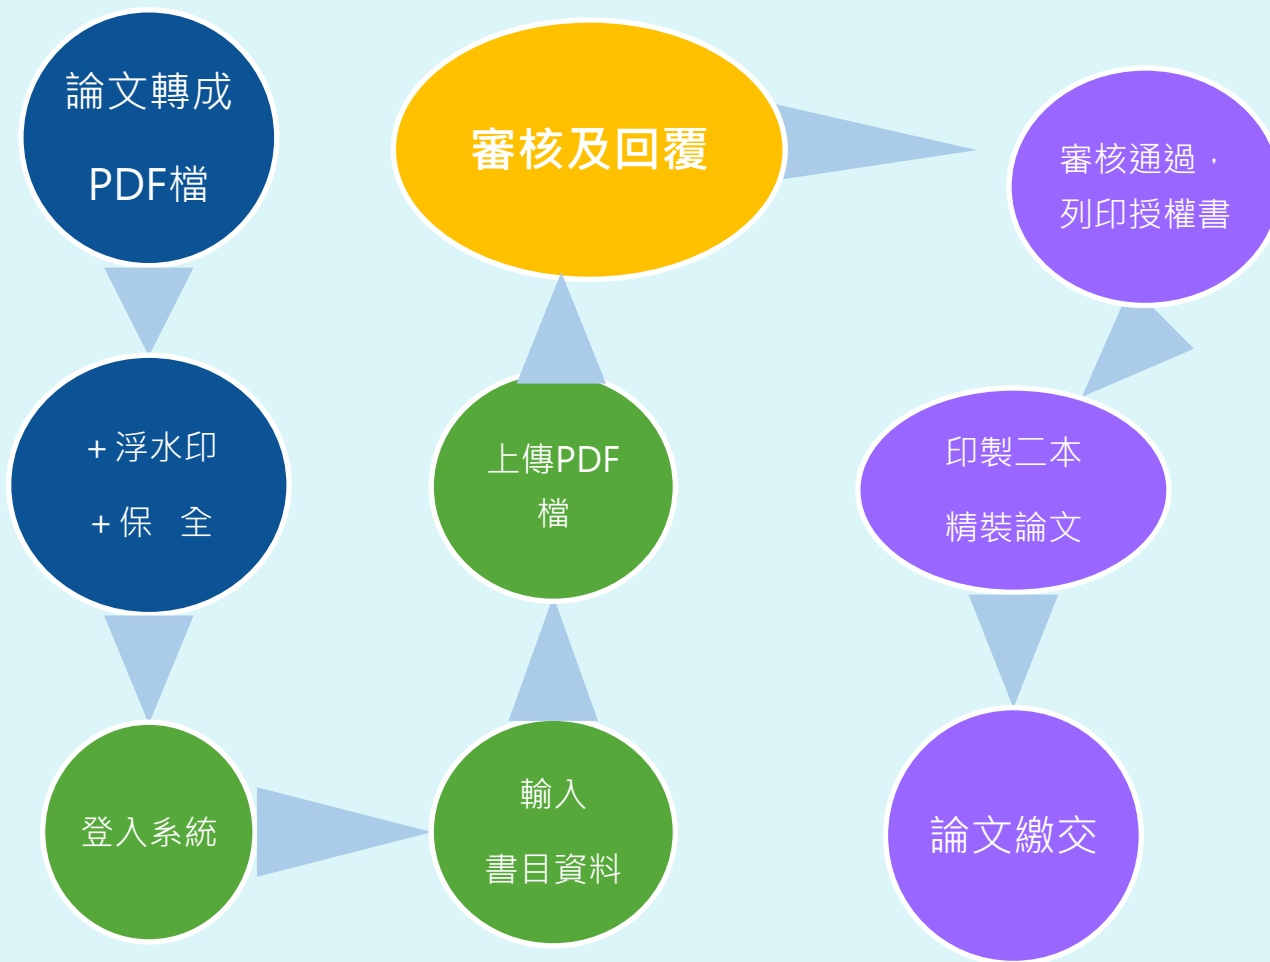 論文轉成
PDF檔
+浮水印
+保 全
登入系統
輸入
書目資料
上傳PDF
檔
審核及回覆
審核通過，
列印授權書
印製二本
精裝論文
論文繳交